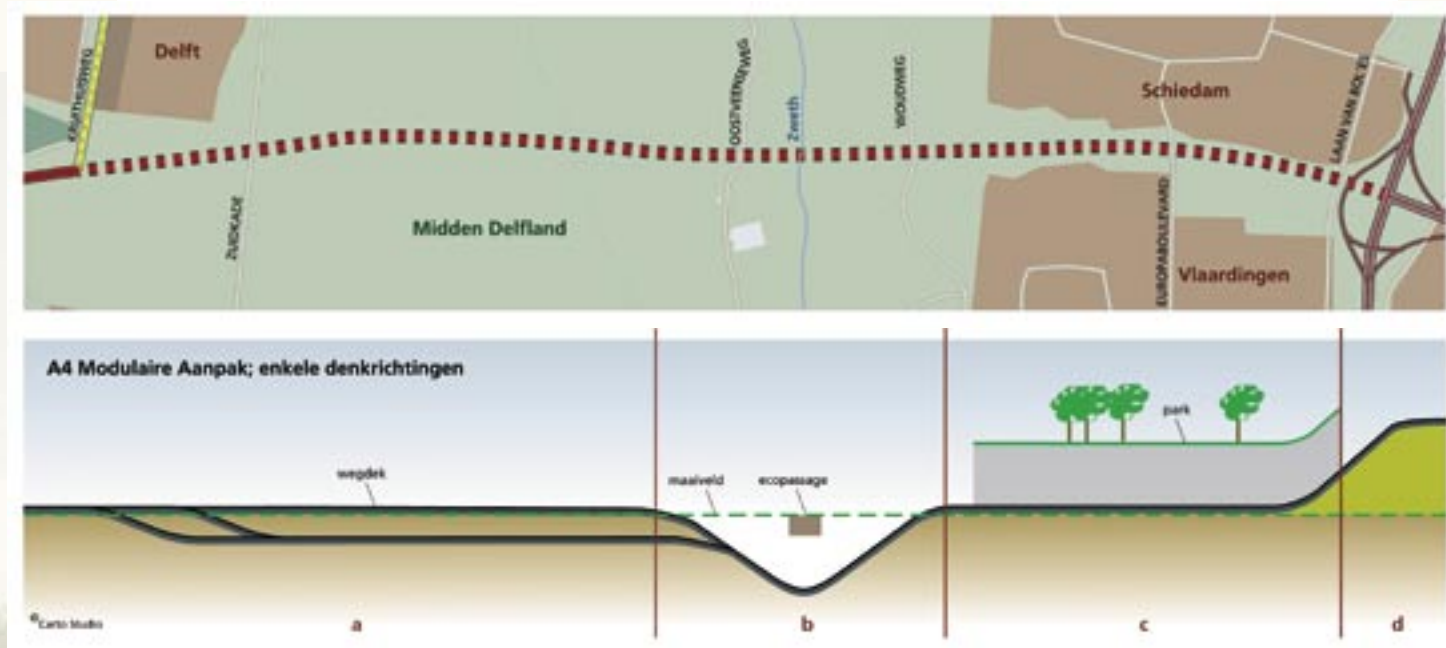 Delft
KRUITHUISWEG
ZUIDKADE
Midden Delfland
OOSTVEENSEWEG
Zweth
WOUDWEG
Schiedam
LAAN VAN BOL'ES
EUROPABOULEVARD
Vlaardingen
A4 Modulaire Aanpak; enkele denkrichtingen
wegdek
maaiveld
ecopassage
park
© Carto Studio
a
b
c
d